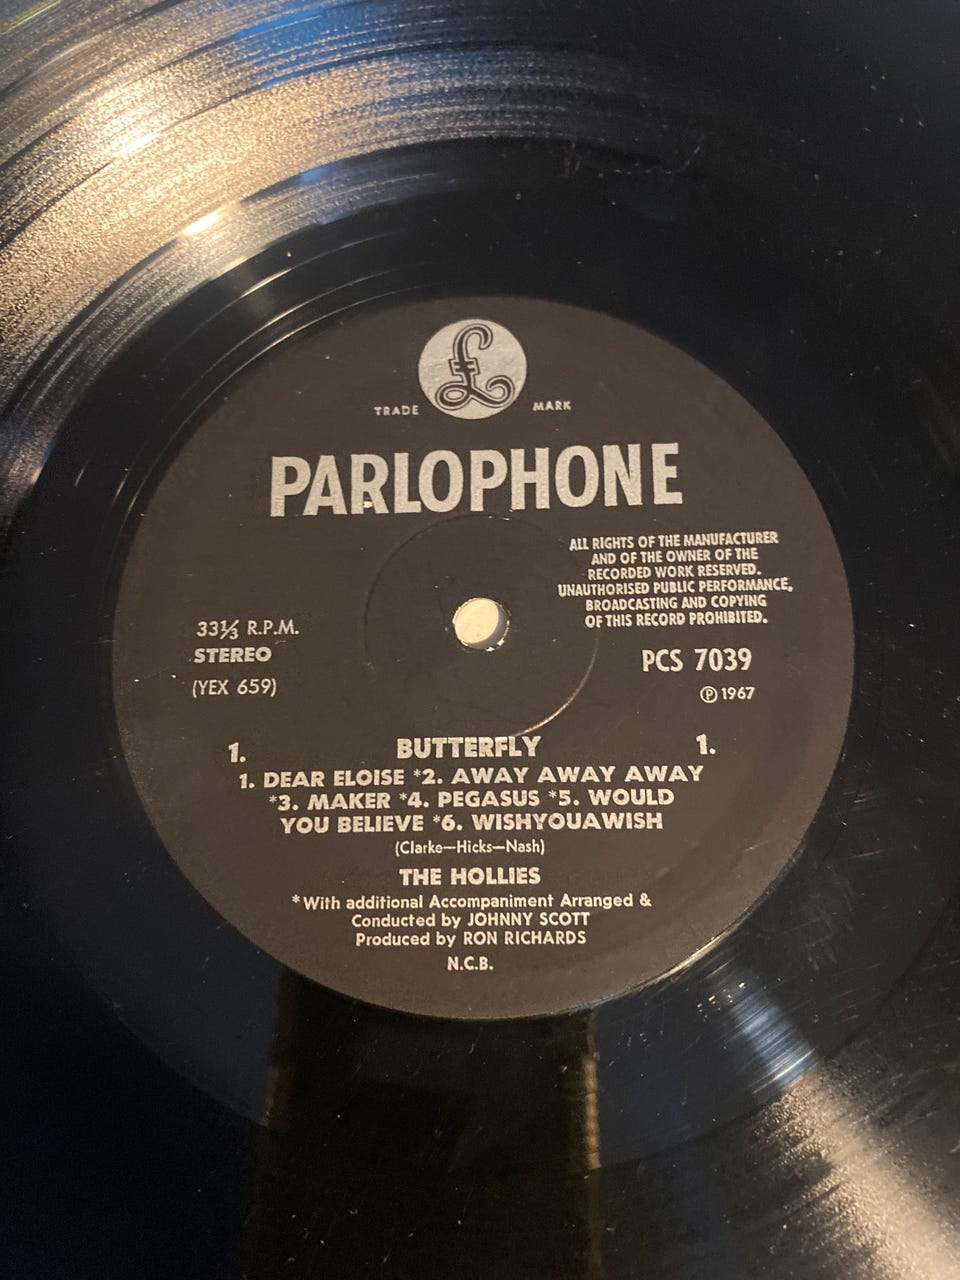 £
TRADE MARK
PARLOPHONE
ALL RIGHTS OF THE MANUFACTURER
AND OF THE OWNER OF THE
RECORDED WORK RESERVED.
UNAUTHORISED PUBLIC PERFORMANCE,
BROADCASTING AND COPYING
OF THIS RECORD PROHIBITED.
33⅓ R.P.M.
STEREO
(YEX 659)
PCS 7039
Ⓟ 1967
1. BUTTERFLY 1.
1. DEAR ELOISE *2. AWAY AWAY AWAY
*3. MAKER *4. PEGASUS *5. WOULD
YOU BELIEVE *6. WISHYOUAWISH
(Clarke—Hicks—Nash)
THE HOLLIES
*With additional Accompaniment Arranged &
Conducted by JOHNNY SCOTT
Produced by RON RICHARDS
N.C.B.